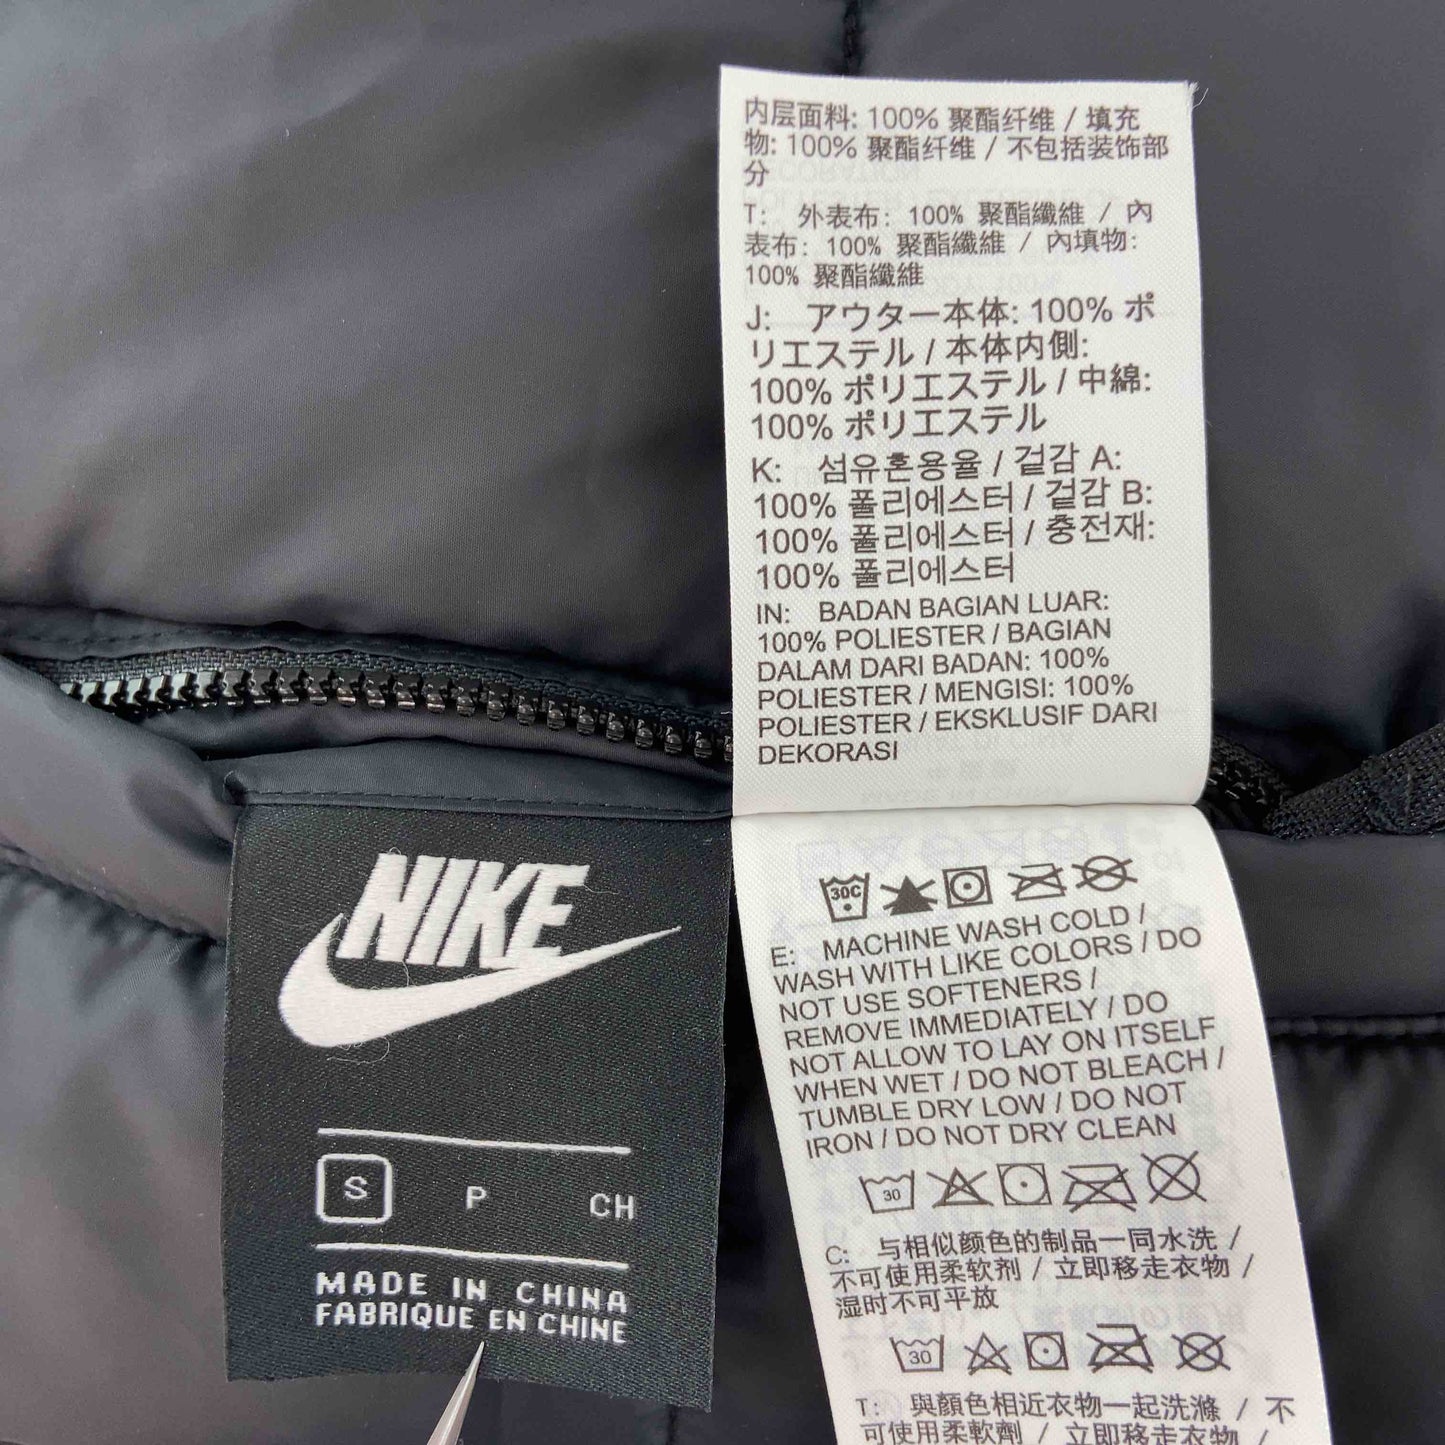 内层面料: 100% 聚酯纤维 / 填充
物: 100% 聚酯纤维 / 不包括装饰部
分
T: 外表布: 100% 聚酯纖維 / 內
表布: 100% 聚酯纖維 / 內填物:
100% 聚酯纖維
J: アウター本体: 100% ポ
リエステル / 本体内側:
100% ポリエステル / 中綿:
100% ポリエステル
K: 섬유혼용율 / 겉감 A:
100% 폴리에스터 / 겉감 B:
100% 폴리에스터 / 충전재:
100% 폴리에스터
IN: BADAN BAGIAN LUAR:
100% POLIESTER / BAGIAN
DALAM DARI BADAN: 100%
POLIESTER / MENGISI: 100%
POLIESTER / EKSKLUSIF DARI
DEKORASI
NIKE
S P CH
MADE IN CHINA
FABRIQUE EN CHINE
30C
E: MACHINE WASH COLD /
WASH WITH LIKE COLORS / DO
NOT USE SOFTENERS /
REMOVE IMMEDIATELY / DO
NOT ALLOW TO LAY ON ITSELF
WHEN WET / DO NOT BLEACH /
TUMBLE DRY LOW / DO NOT
IRON / DO NOT DRY CLEAN
30
C: 与相似颜色的制品一同水洗 /
不可使用柔软剂 / 立即移走衣物 /
湿时不可平放
30
T: 與顏色相近衣物一起洗滌 / 不
可使用柔軟劑 / 立即移走衣物 /